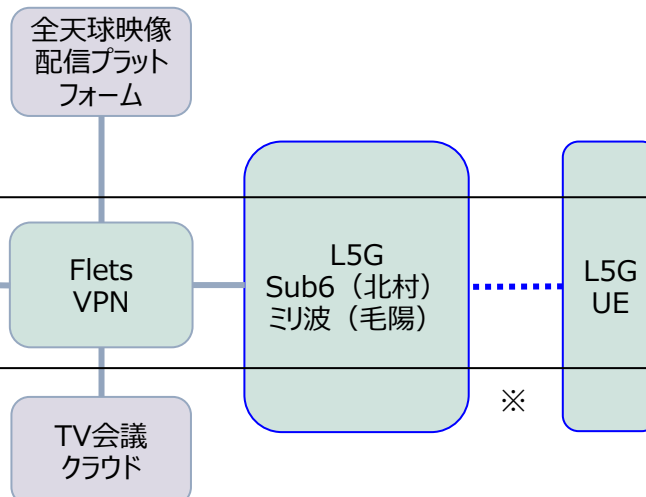 全天球映像
配信プラット
フォーム
Flets
VPN
L5G
Sub6（北村）
ミリ波（毛陽）
L5G
UE
※
TV会議
クラウド